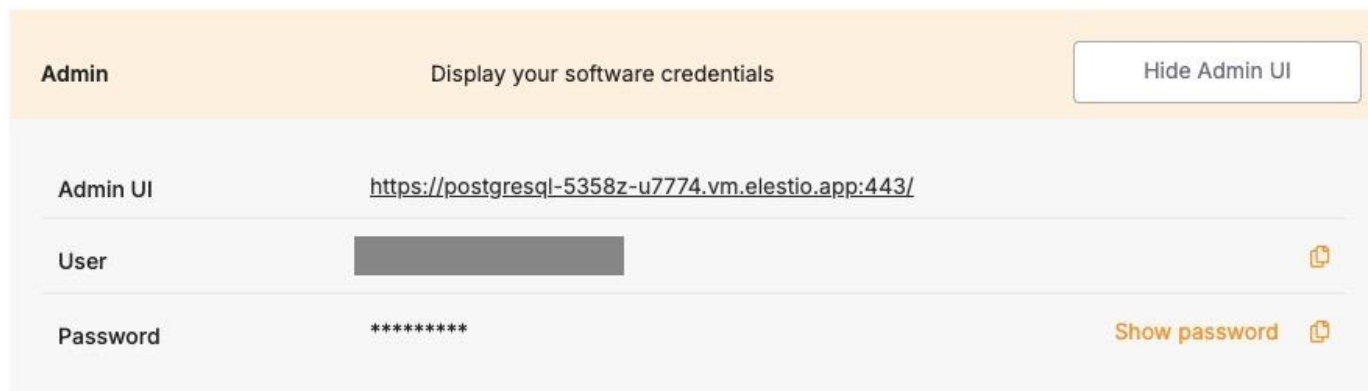 Admin Display your software credentials Hide Admin UI
Admin UI https://postgresql-5358z-u7774.vm.elestio.app:443/
User
Password ********* Show password